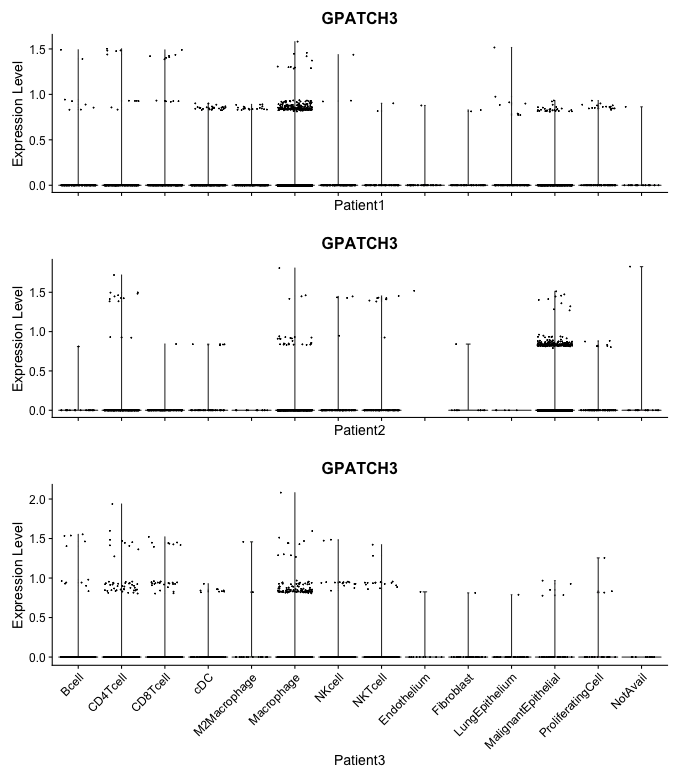 GPATCH3
Expression Level
1.5
1.0
0.5
0.0
Patient1
GPATCH3
Expression Level
1.5
1.0
0.5
0.0
Patient2
GPATCH3
Expression Level
2.0
1.5
1.0
0.5
0.0
Bcell
CD4Tcell
CD8Tcell
cDC
M2Macrophage
Macrophage
NKcell
NKTcell
Endothelium
Fibroblast
LungEpithelium
MalignantEpithelial
ProliferatingCell
NotAvail
Patient3